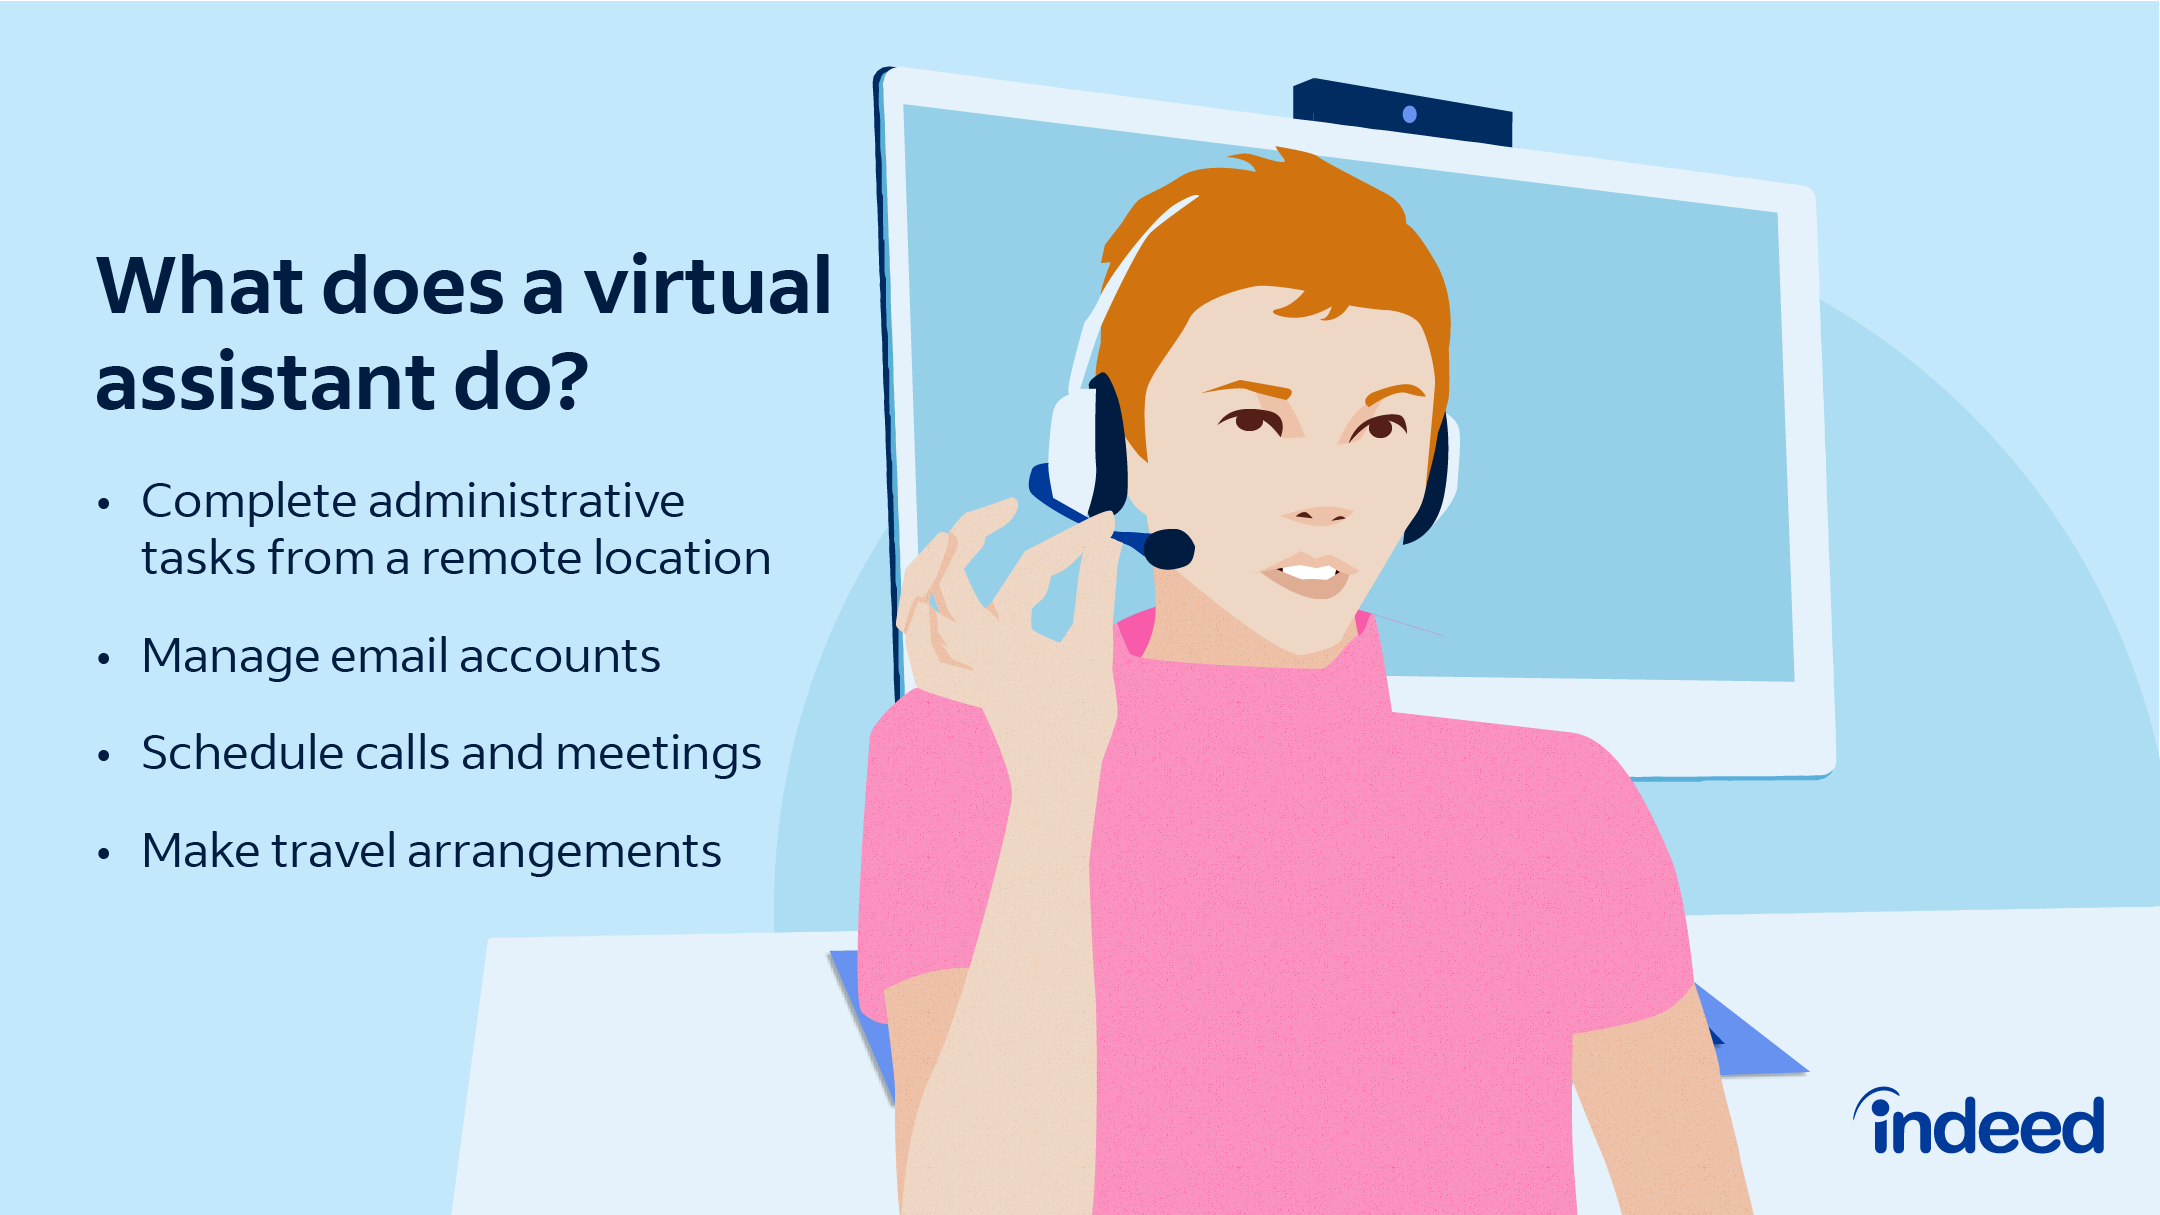 What does a virtual
assistant do?
• Complete administrative
tasks from a remote location
• Manage email accounts
• Schedule calls and meetings
• Make travel arrangements
indeed